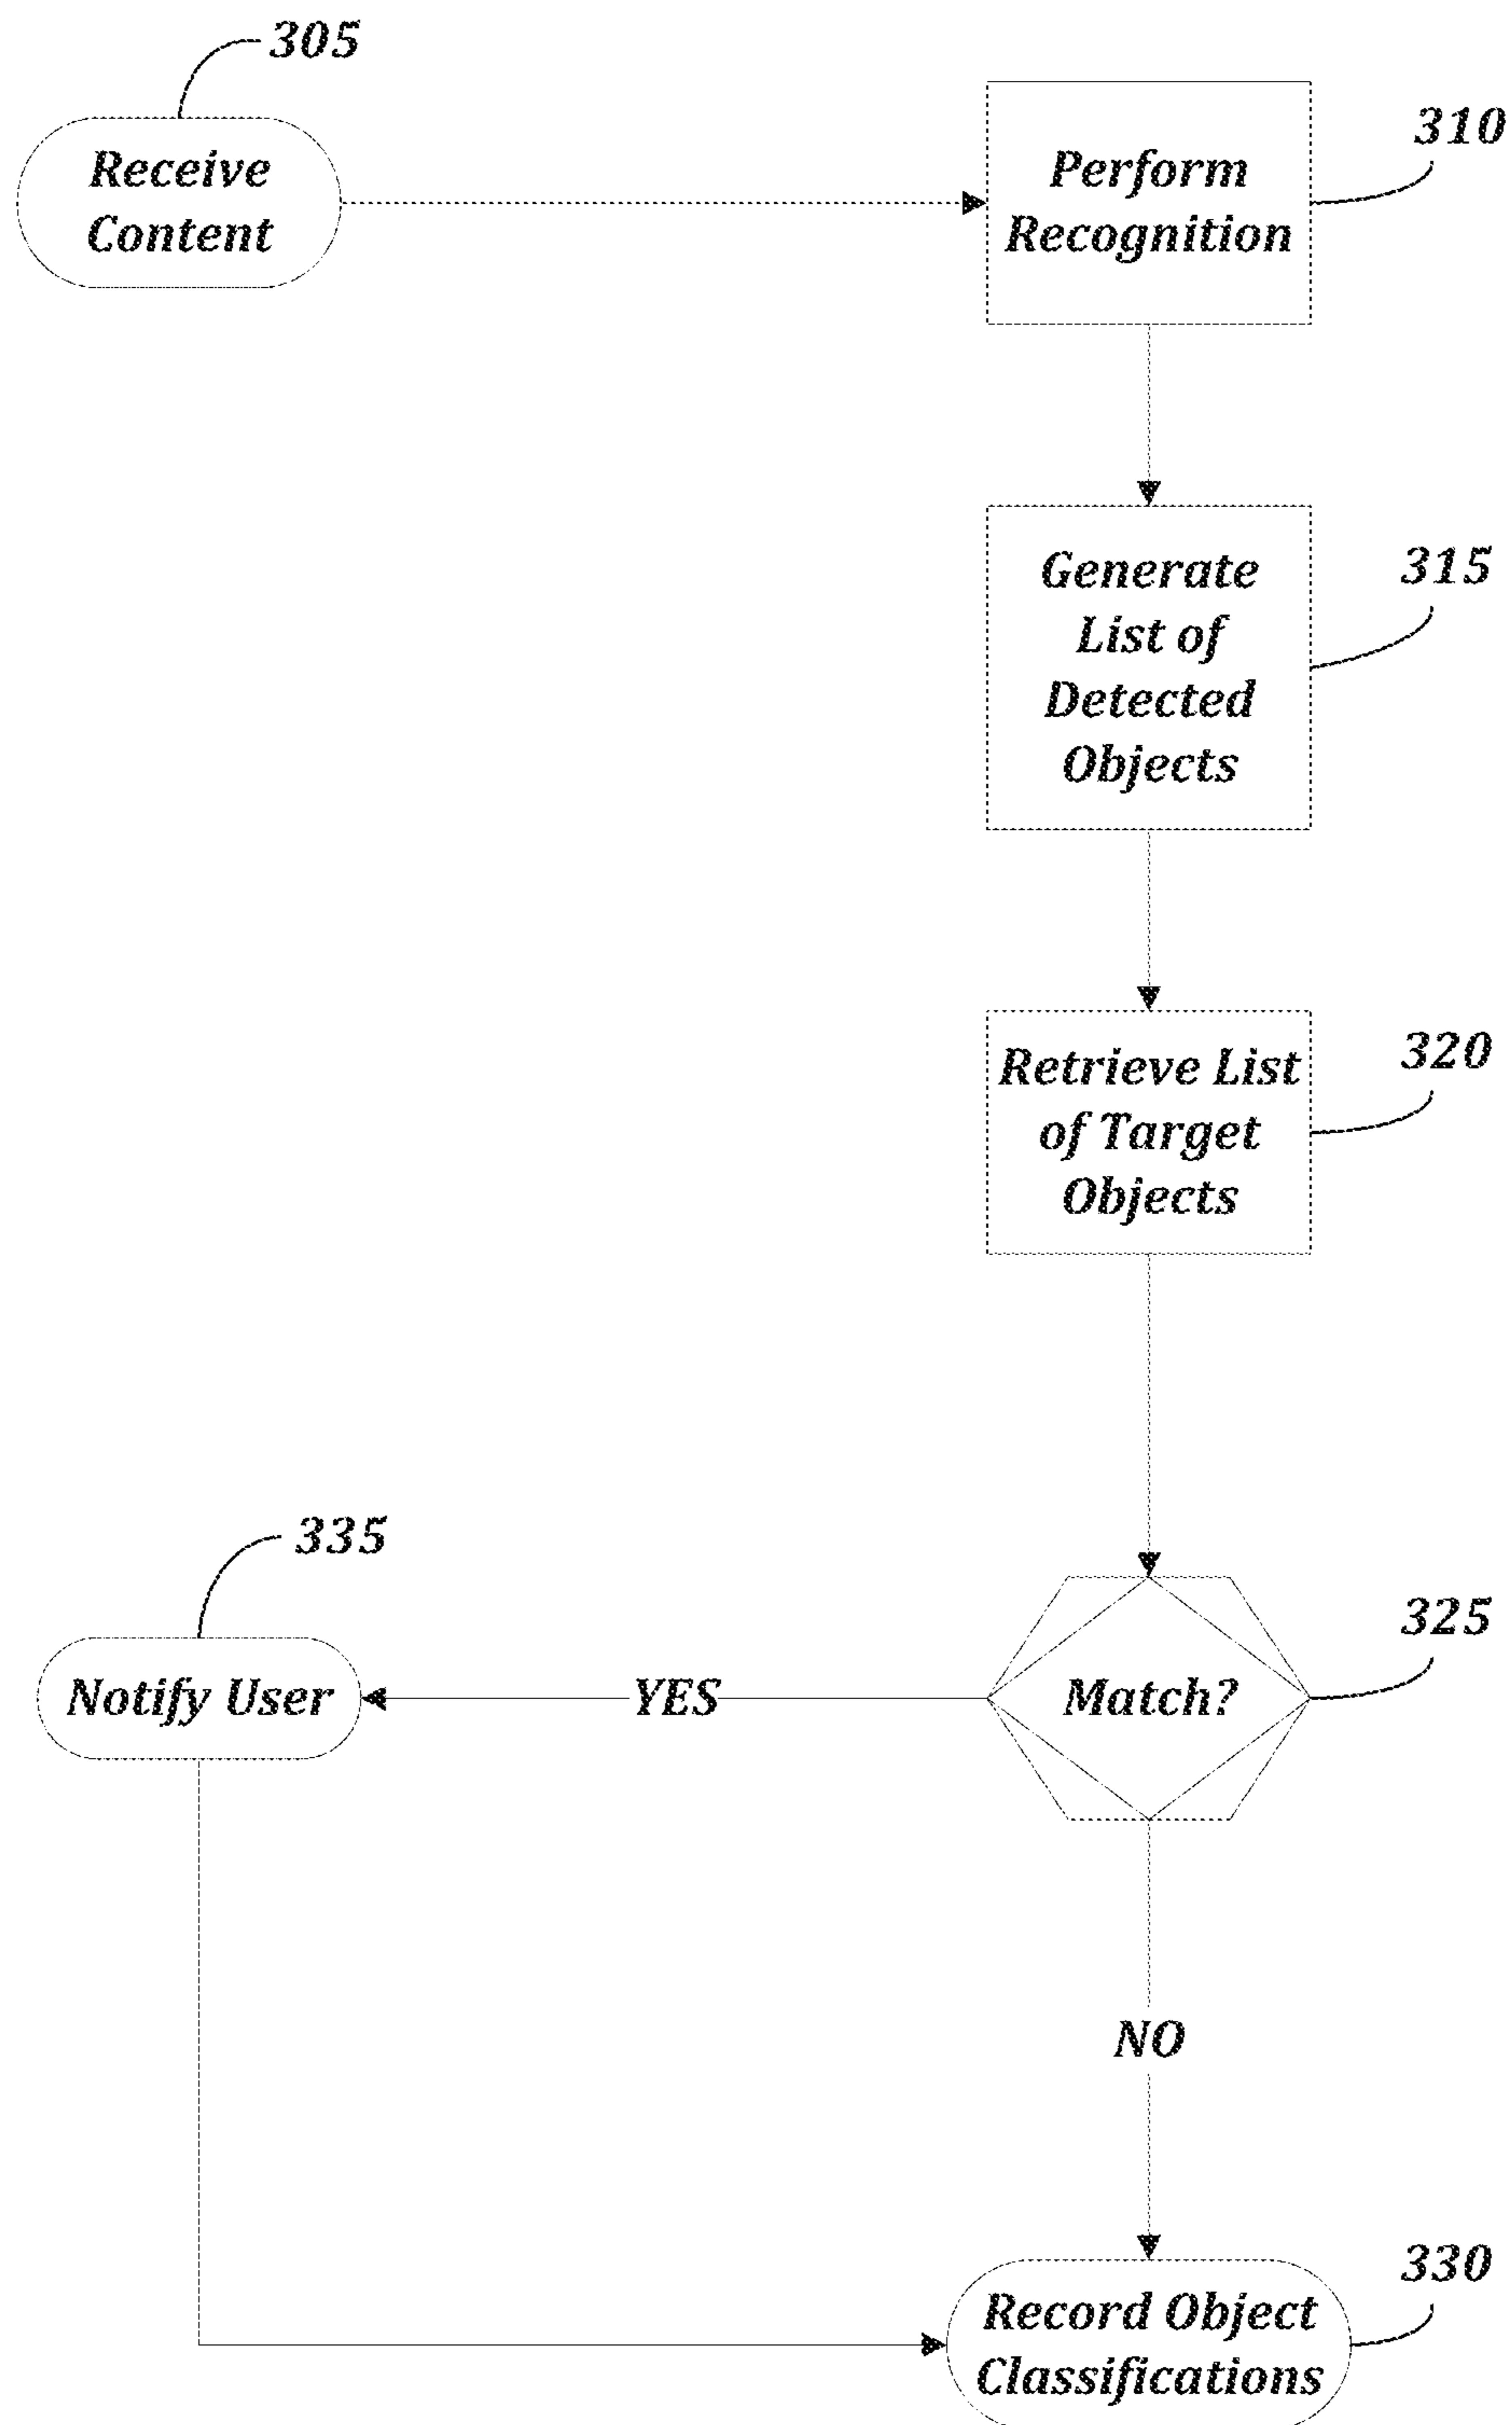 305
Receive
Content
310
Perform
Recognition
315
Generate
List of
Detected
Objects
320
Retrieve List
of Target
Objects
335
Notify User
YES
325
Match?
NO
330
Record Object
Classifications